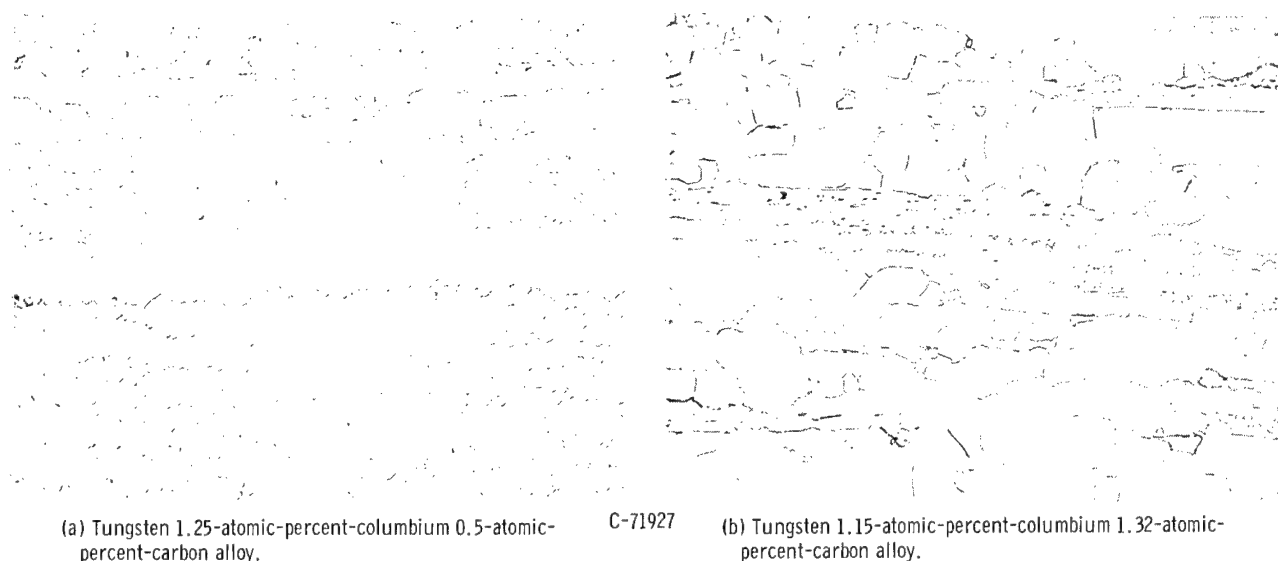 (a) Tungsten 1.25-atomic-percent-columbium 0.5-atomic-
percent-carbon alloy.
C-71927
(b) Tungsten 1.15-atomic-percent-columbium 1.32-atomic-
percent-carbon alloy.